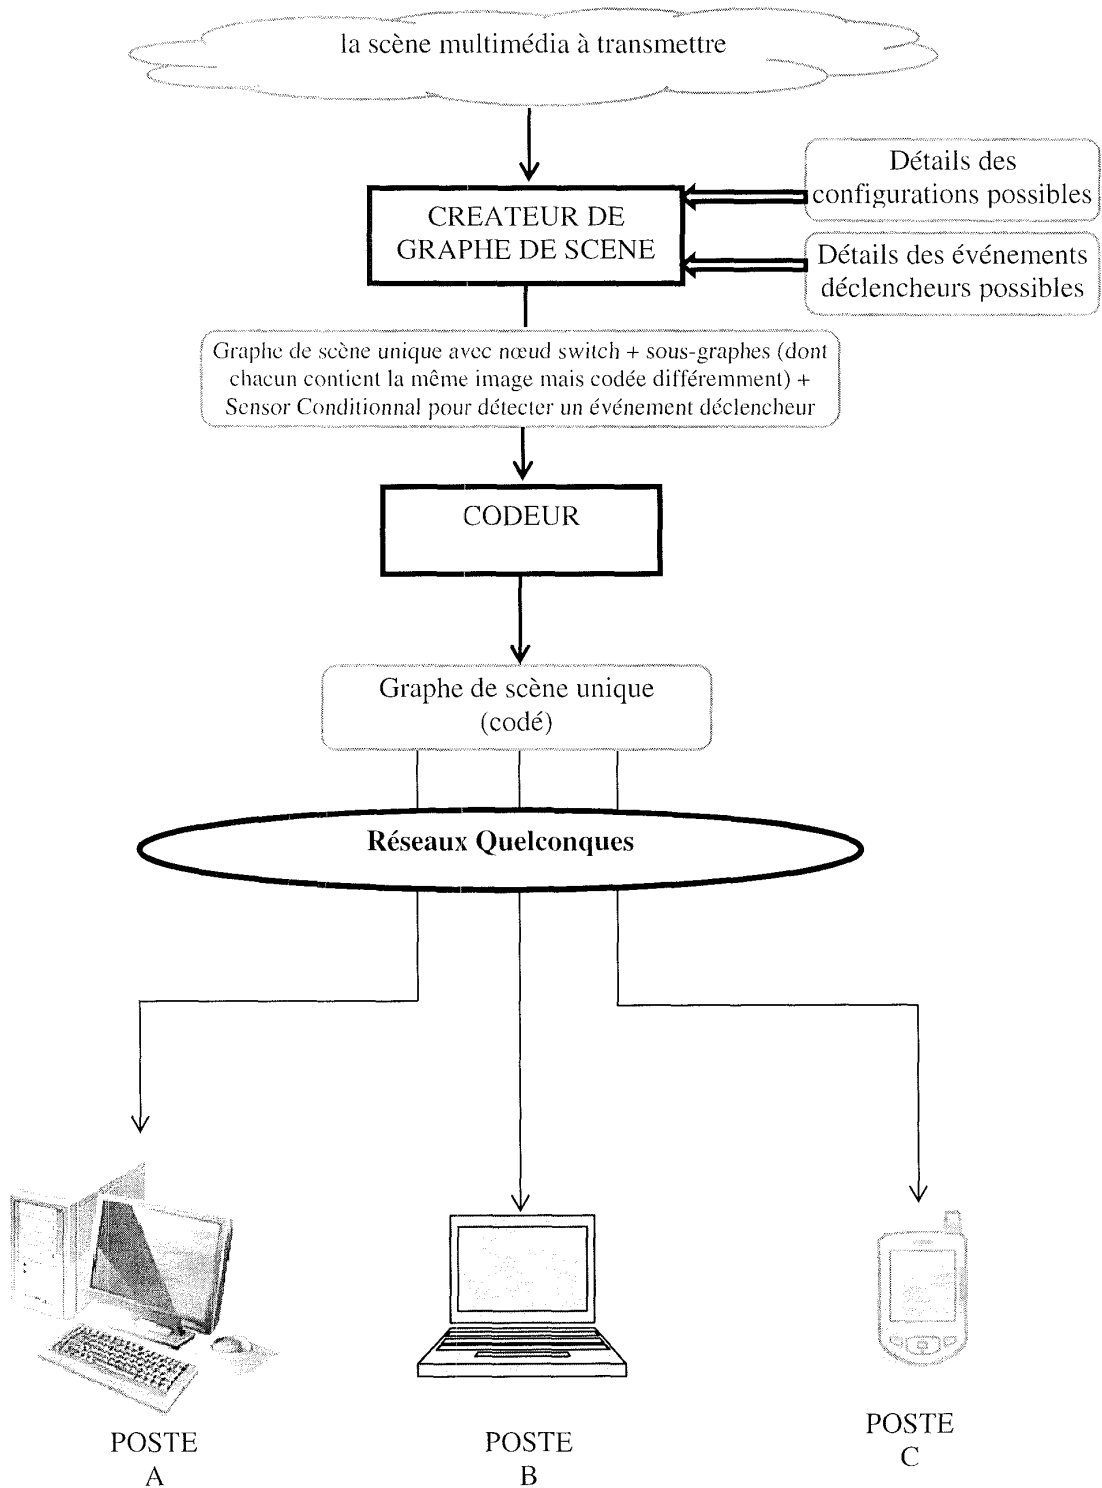 la scène multimédia à transmettre
Détails des
configurations possibles
CREATEUR DE
GRAPHE DE SCENE
Détails des événements
déclencheurs possibles
Graphe de scène unique avec nœud switch + sous-graphes (dont
chacun contient la même image mais codée différemment) +
Sensor Conditionnal pour détecter un événement déclencheur
CODEUR
Graphe de scène unique
(codé)
Réseaux Quelconques
POSTE
A
POSTE
B
POSTE
C